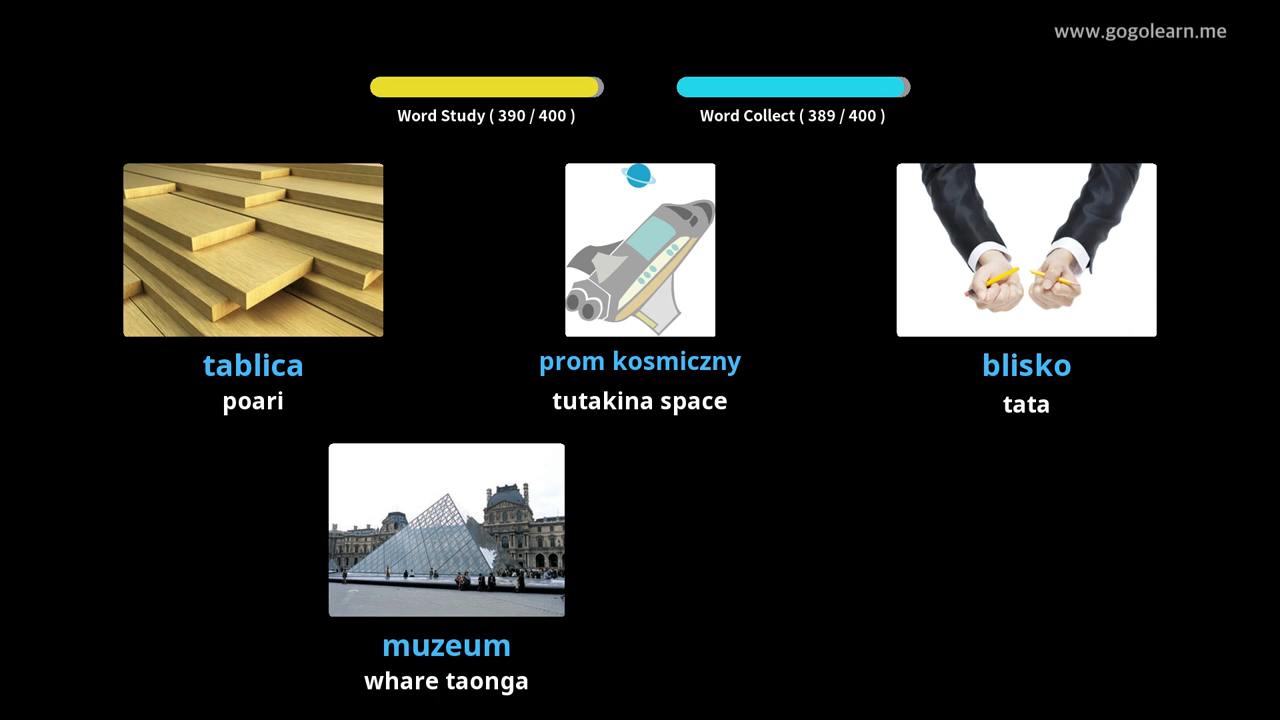 www.gogolearn.me
Word Study ( 390 / 400 )
Word Collect ( 389 / 400 )
tablica
poari
prom kosmiczny
tutakina space
blisko
tata
muzeum
whare taonga